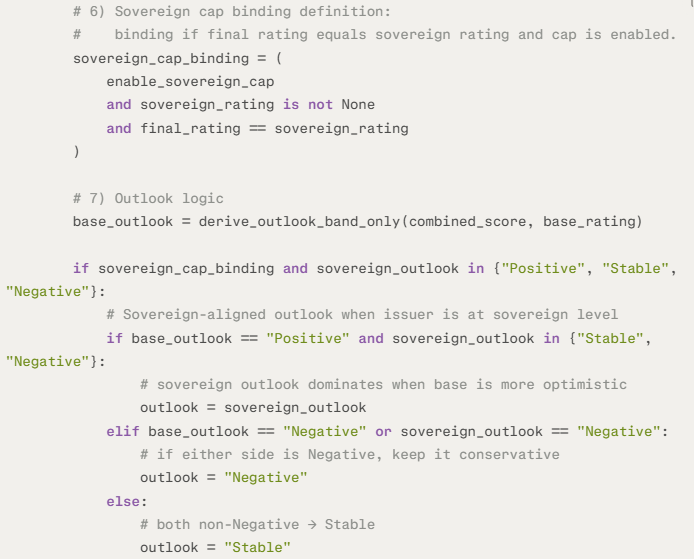 # 6) Sovereign cap binding definition:
#    binding if final rating equals sovereign rating and cap is enabled.
sovereign_cap_binding = (
    enable_sovereign_cap
    and sovereign_rating is not None
    and final_rating == sovereign_rating
)

# 7) Outlook logic
base_outlook = derive_outlook_band_only(combined_score, base_rating)

if sovereign_cap_binding and sovereign_outlook in {"Positive", "Stable",
"Negative"}:
    # Sovereign-aligned outlook when issuer is at sovereign level
    if base_outlook == "Positive" and sovereign_outlook in {"Stable",
"Negative"}:
        # sovereign outlook dominates when base is more optimistic
        outlook = sovereign_outlook
    elif base_outlook == "Negative" or sovereign_outlook == "Negative":
        # if either side is Negative, keep it conservative
        outlook = "Negative"
    else:
        # both non-Negative → Stable
        outlook = "Stable"